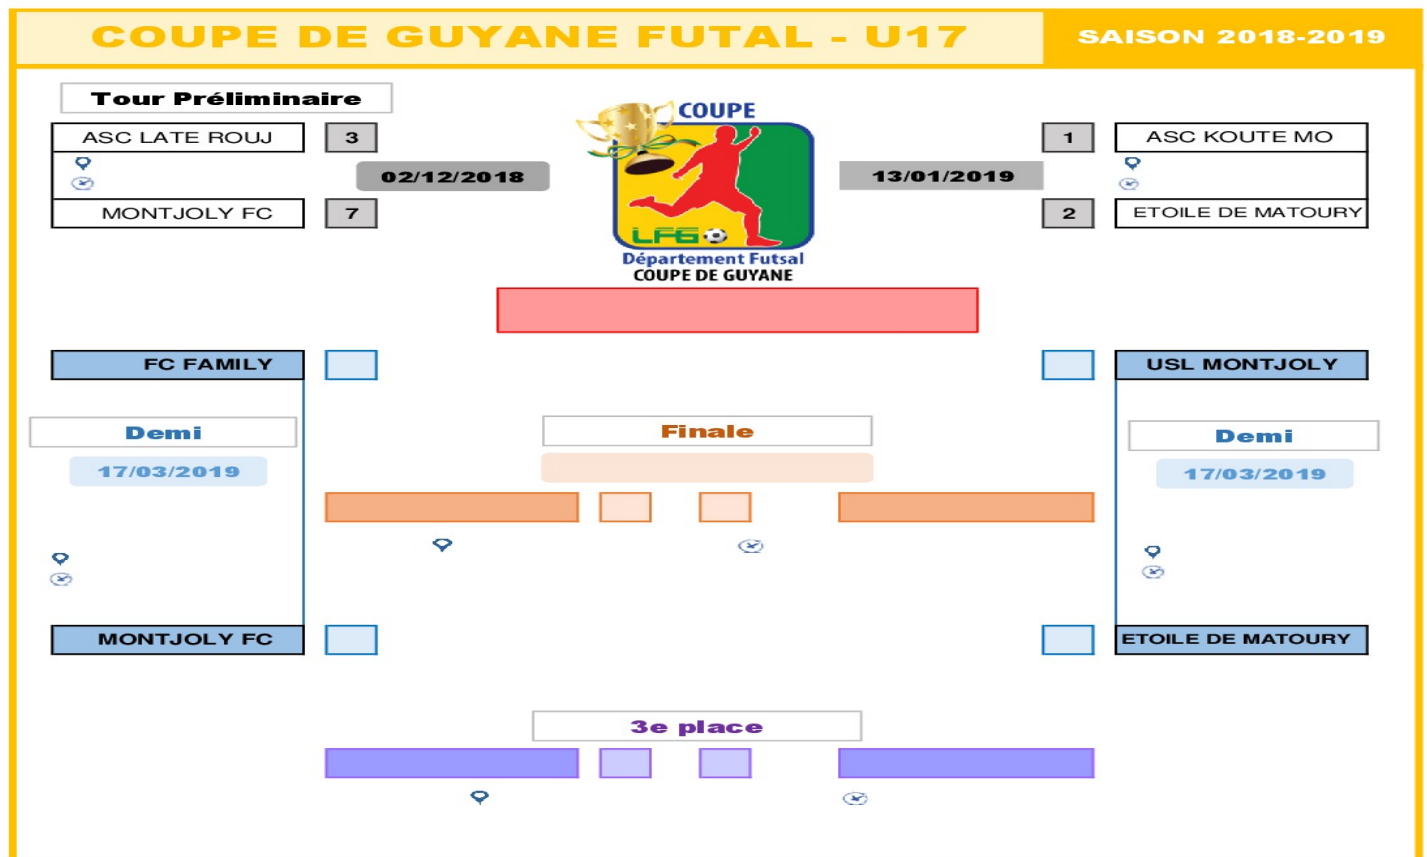 COUPE DE GUYANE FUTAL - U17
SAISON 2018-2019
Tour Préliminaire
ASC LATE ROUJ
3
02/12/2018
MONTJOLY FC
7
COUPE
LFG
Département Futsal
COUPE DE GUYANE
1
ASC KOUTE MO
13/01/2019
2
ETOILE DE MATOURY
FC FAMILY
USL MONTJOLY
Demi
17/03/2019
Finale
Demi
17/03/2019
MONTJOLY FC
ETOILE DE MATOURY
3e place